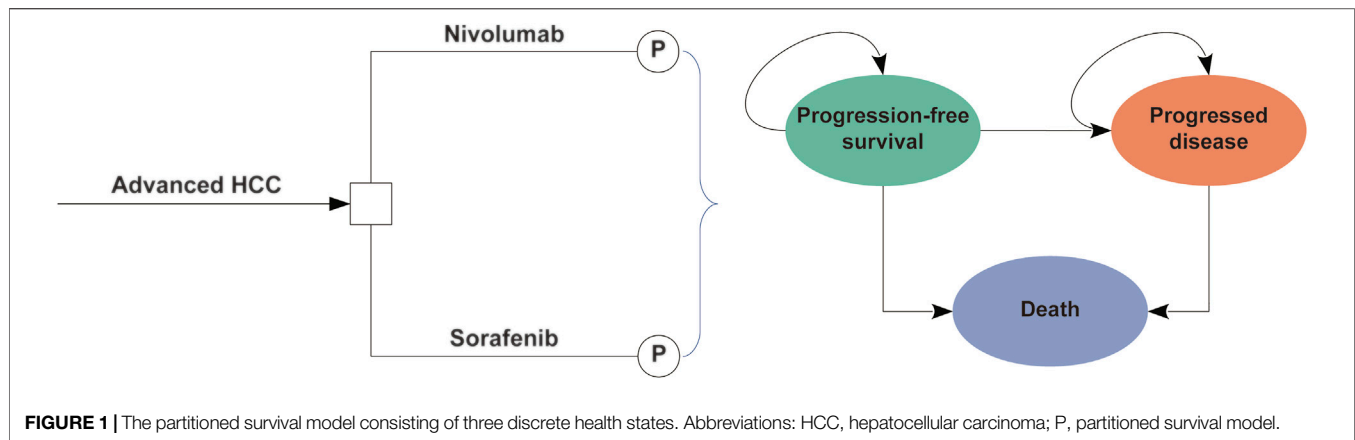 Nivolumab
P
Advanced HCC
Sorafenib
P
Progression-free
survival
Progressed
disease
Death
FIGURE 1 | The partitioned survival model consisting of three discrete health states. Abbreviations: HCC, hepatocellular carcinoma; P, partitioned survival model.